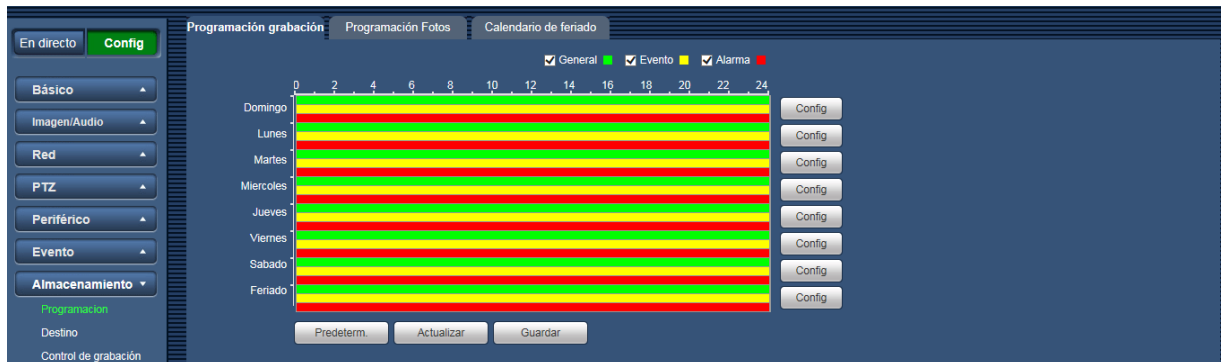 Programación grabación Programación Fotos Calendario de feriado
En directo Config
General Evento Alarma
0 2 4 6 8 10 12 14 16 18 20 22 24
Básico
Imagen/Audio
Red
PTZ
Periférico
Evento
Almacenamiento
Programacion
Destino
Control de grabación
Domingo Config
Lunes Config
Martes Config
Miercoles Config
Jueves Config
Viernes Config
Sabado Config
Feriado Config
Predeterm. Actualizar Guardar